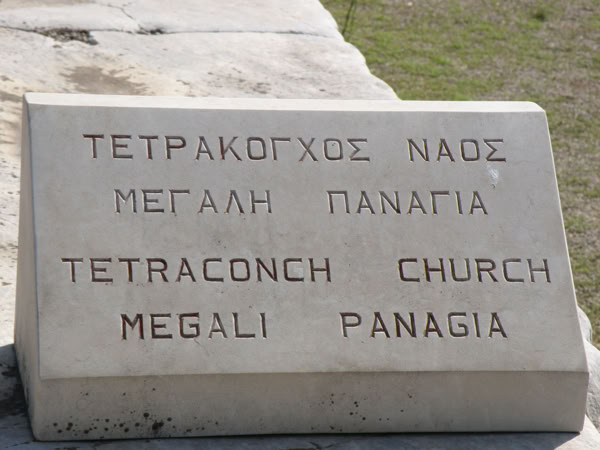 ΤΕΤΡΑΚΟΓΧΟΣ ΝΑΟΣ
ΜΕΓΑΛΗ ΠΑΝΑΓΙΑ
TETRACONCH CHURCH
MEGALI PANAGIA